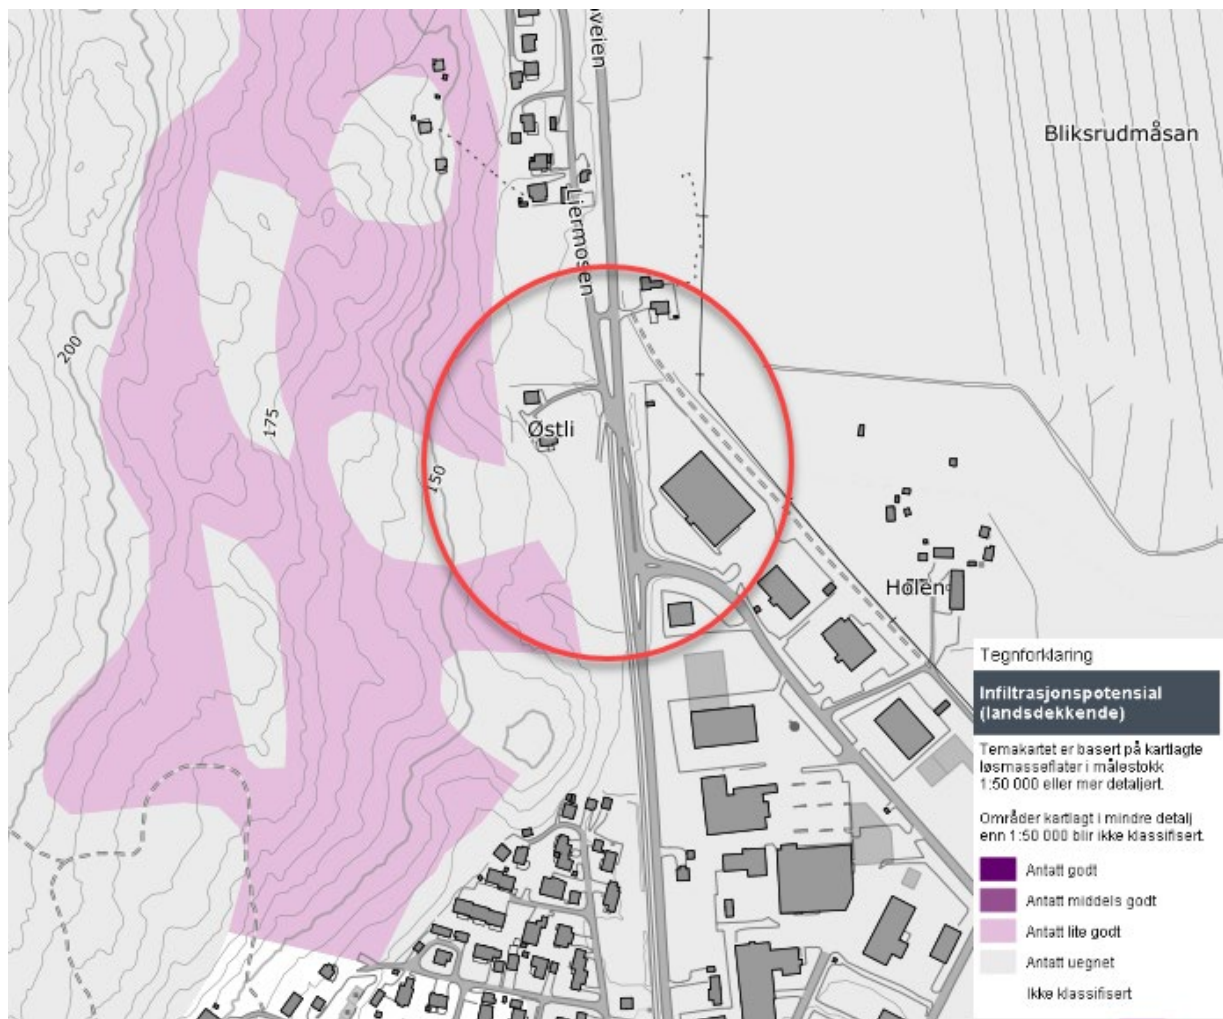 veien
Bliksrudmåsan
Liermosen
200
175
Østli
150
Holen
Tegnforklaring
Infiltrasjonspotensial
(landsdekkende)
Temakartet er basert på kartlagte
løsmasseflater i målestokk
1:50 000 eller mer detaljert.
Områder kartlagt i mindre detalj
enn 1:50 000 blir ikke klassifisert.
Antatt godt
Antatt middels godt
Antatt lite godt
Antatt uegnet
Ikke klassifisert